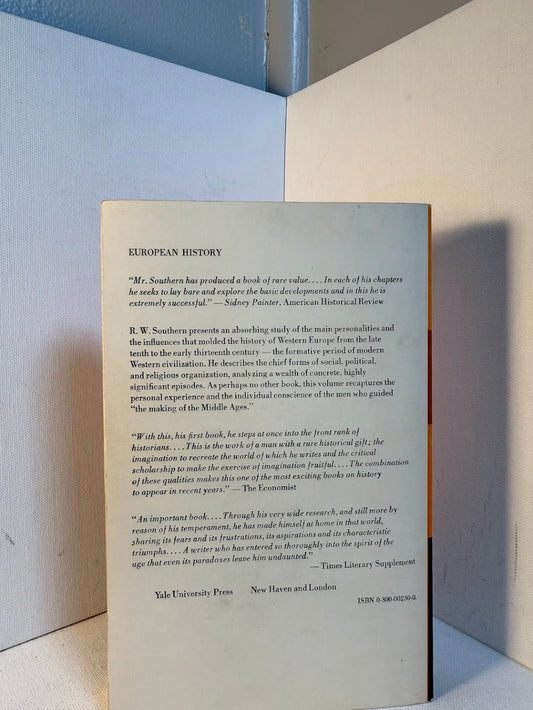 EUROPEAN HISTORY
"Mr. Southern has produced a book of rare value. . . . In each of his chapters
he seeks to lay bare and explore the basic developments and in this he is
extremely successful." — Sidney Painter, American Historical Review
R. W. Southern presents an absorbing study of the main personalities and
the influences that molded the history of Western Europe from the late
tenth to the early thirteenth century — the formative period of modern
Western civilization. He describes the chief forms of social, political,
and religious organization, analyzing a wealth of concrete, highly
significant episodes. As perhaps no other book, this volume recaptures the
personal experience and the individual conscience of the men who guided
"the making of the Middle Ages."
"With this, his first book, he steps at once into the front rank of
historians. . . . This is the work of a man with a rare historical gift; the
imagination to recreate the world of which he writes and the critical
scholarship to make the exercise of imagination fruitful. . . . The combination
of these qualities makes this one of the most exciting books on history
to appear in recent years." — The Economist
"An important book. . . . Through his very wide research, and still more by
reason of his temperament, he has made himself at home in that world,
sharing its fears and its frustrations, its aspirations and its characteristic
triumphs. . . . A writer who has entered so thoroughly into the spirit of the
age that even its paradoxes leave him undaunted."
— Times Literary Supplement
Yale University Press New Haven and London
ISBN 0-300-00230-0